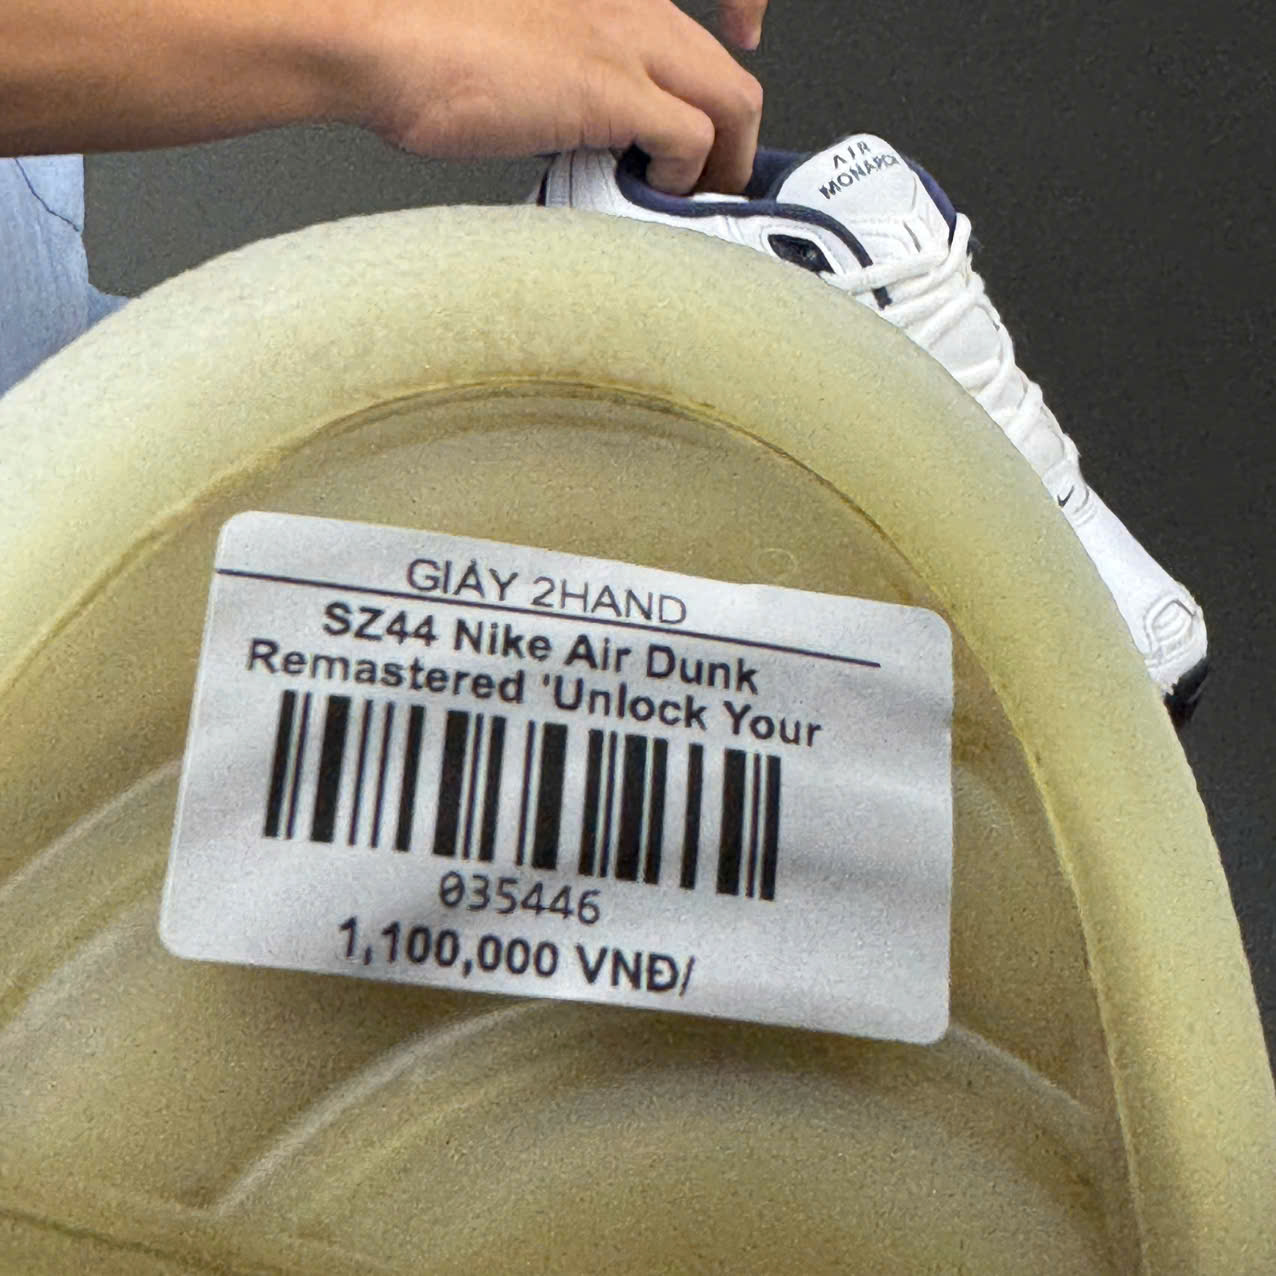 AIR
MONARCH
GIÀY 2HAND
SZ44 Nike Air Dunk
Remastered 'Unlock Your
035446
1,100,000 VNĐ/